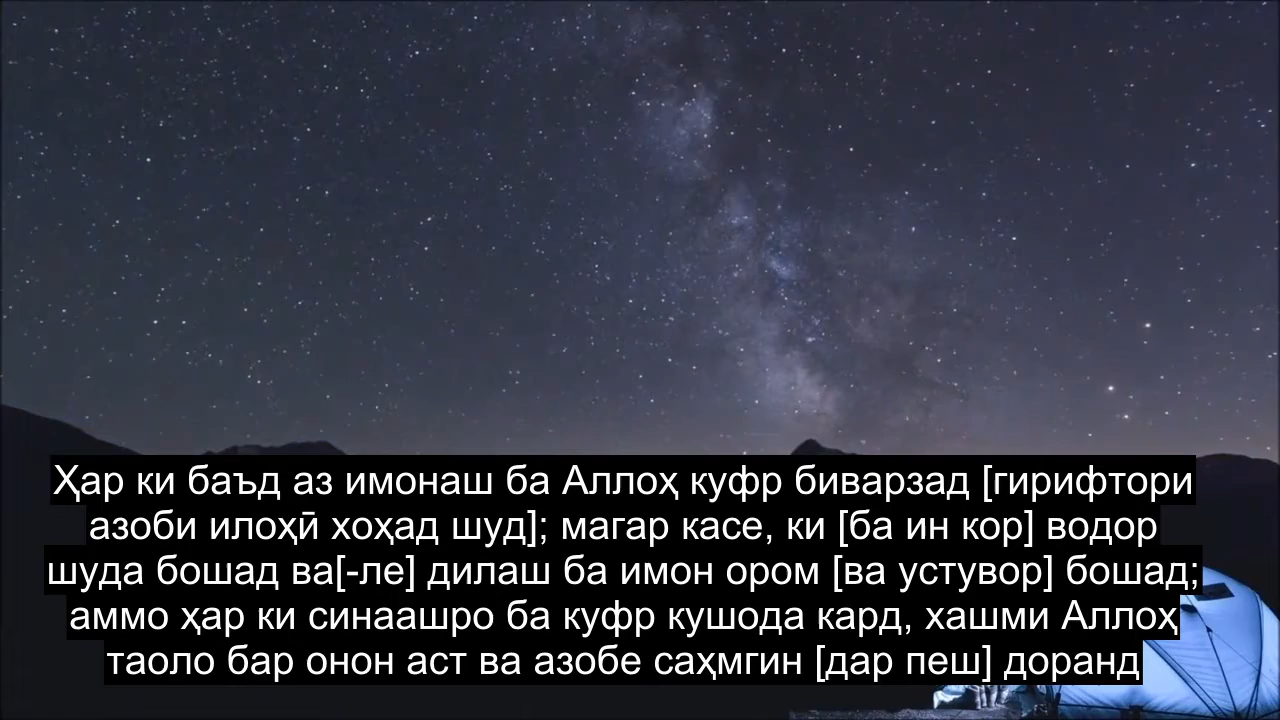 Ҳар ки баъд аз имонаш ба Аллоҳ куфр биварзад [гирифтори
азоби илоҳӣ хоҳад шуд]; магар касе, ки [ба ин кор] водор
шуда бошад ва[-ле] дилаш ба имон ором [ва устувор] бошад;
аммо ҳар ки синаашро ба куфр кушода кард, хашми Аллоҳ
таоло бар онон аст ва азобе саҳмгин [дар пеш] доранд